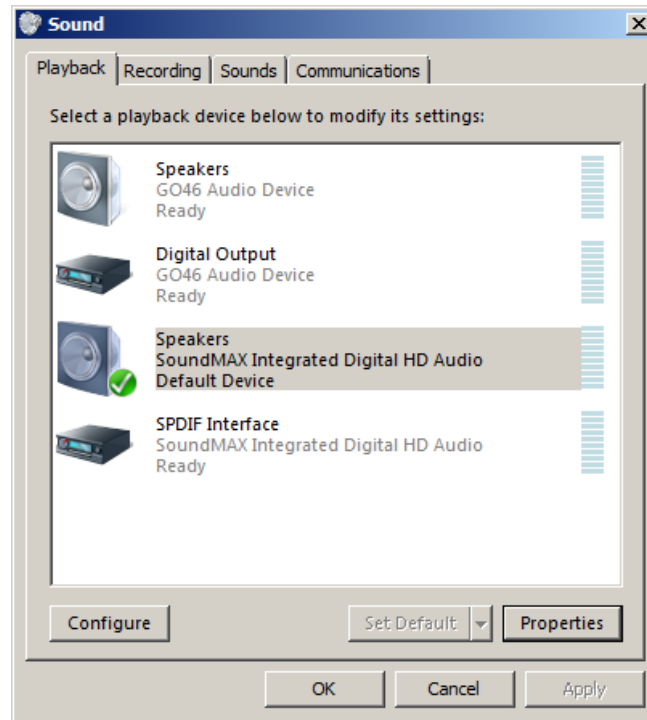 Sound
Playback Recording Sounds Communications
Select a playback device below to modify its settings:
Speakers
GO46 Audio Device
Ready
Digital Output
GO46 Audio Device
Ready
Speakers
SoundMAX Integrated Digital HD Audio
Default Device
SPDIF Interface
SoundMAX Integrated Digital HD Audio
Ready
Configure Set Default Properties
OK Cancel Apply